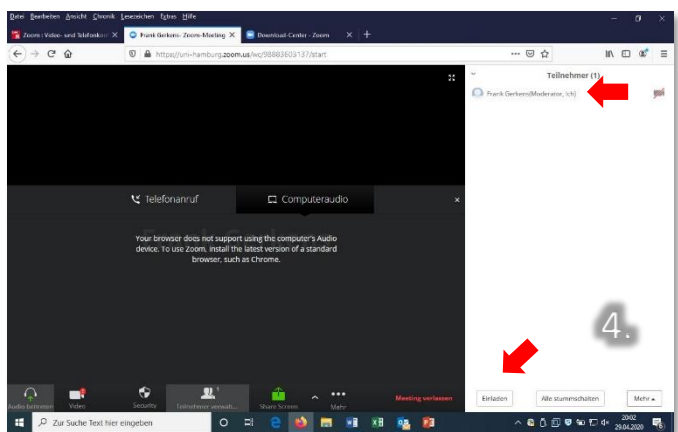 Datei Bearbeiten Ansicht Chronik Lesezeichen Extras Hilfe
Zoom: Video- und Telefonkon
Frank Gerkens- Zoom-Meeting
Download-Center - Zoom
https://uni-hamburg.zoom.us/wc/98883603137/start
Teilnehmer (1)
Frank Gerkens(Moderator, Ich)
Telefonanruf
Computeraudio
Your browser does not support using the computer's Audio
device. To use Zoom, install the latest version of a standard
browser, such as Chrome.
4.
Audio beitreten
Video
Security
1
Teilnehmer verwalt...
Share Screen
Mehr
Meeting verlassen
Einladen
Alle stummschalten
Mehr
Zur Suche Text hier eingeben
20:02
29.04.2020